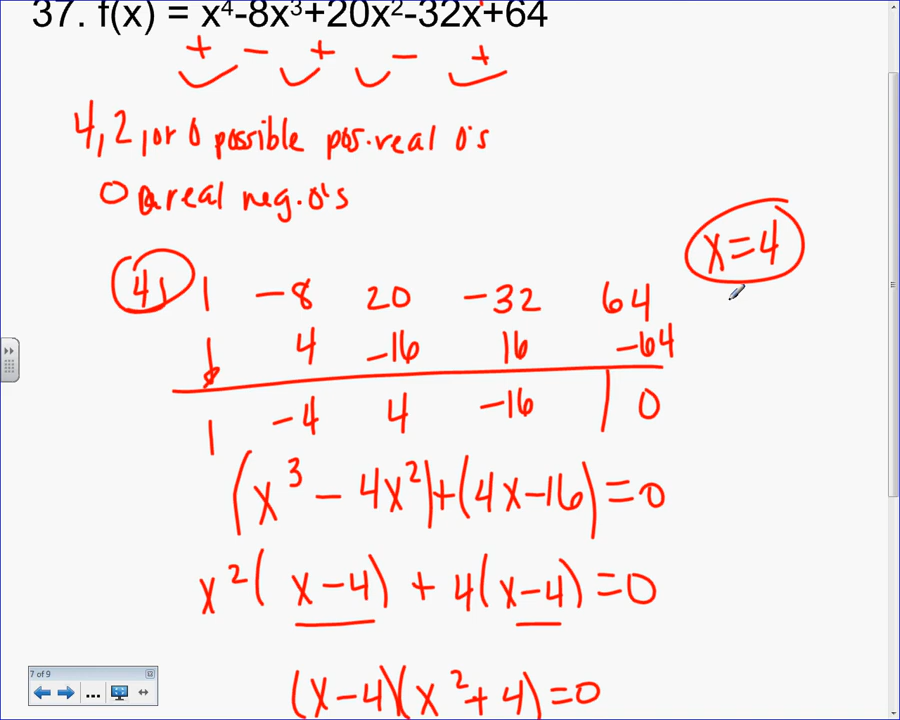 37. f(x) = x⁴-8x³+20x²-32x+64
+ - + - +
4, 2, or 0 possible pos. real 0's
0 real neg. 0's
x=4
4| 1 -8 20 -32 64
↓ 4 -16 16 -64
1 -4 4 -16 | 0
(x³ - 4x²)+(4x-16)=0
x²(x-4) + 4(x-4)=0
(x-4)(x²+4)=0
7 of 9